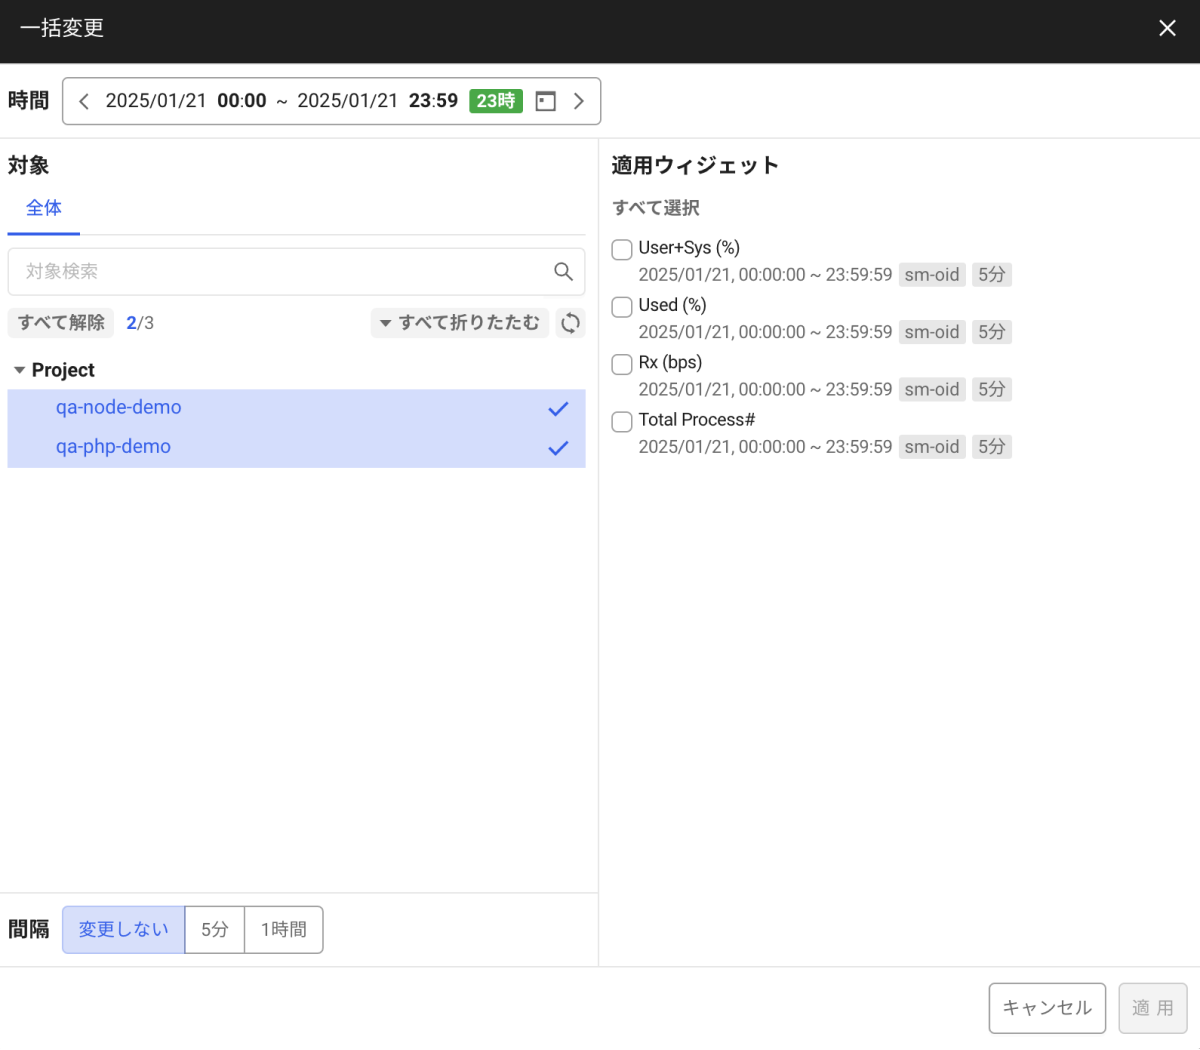 一括変更
時間 2025/01/21 00:00 ~ 2025/01/21 23:59 23時
対象
全体
対象検索
すべて解除 2/3 すべて折りたたむ
Project
qa-node-demo
qa-php-demo
間隔 変更しない 5分 1時間
適用ウィジェット
すべて選択
User+Sys (%)
2025/01/21, 00:00:00 ~ 23:59:59 sm-oid 5分
Used (%)
2025/01/21, 00:00:00 ~ 23:59:59 sm-oid 5分
Rx (bps)
2025/01/21, 00:00:00 ~ 23:59:59 sm-oid 5分
Total Process#
2025/01/21, 00:00:00 ~ 23:59:59 sm-oid 5分
キャンセル 適 用